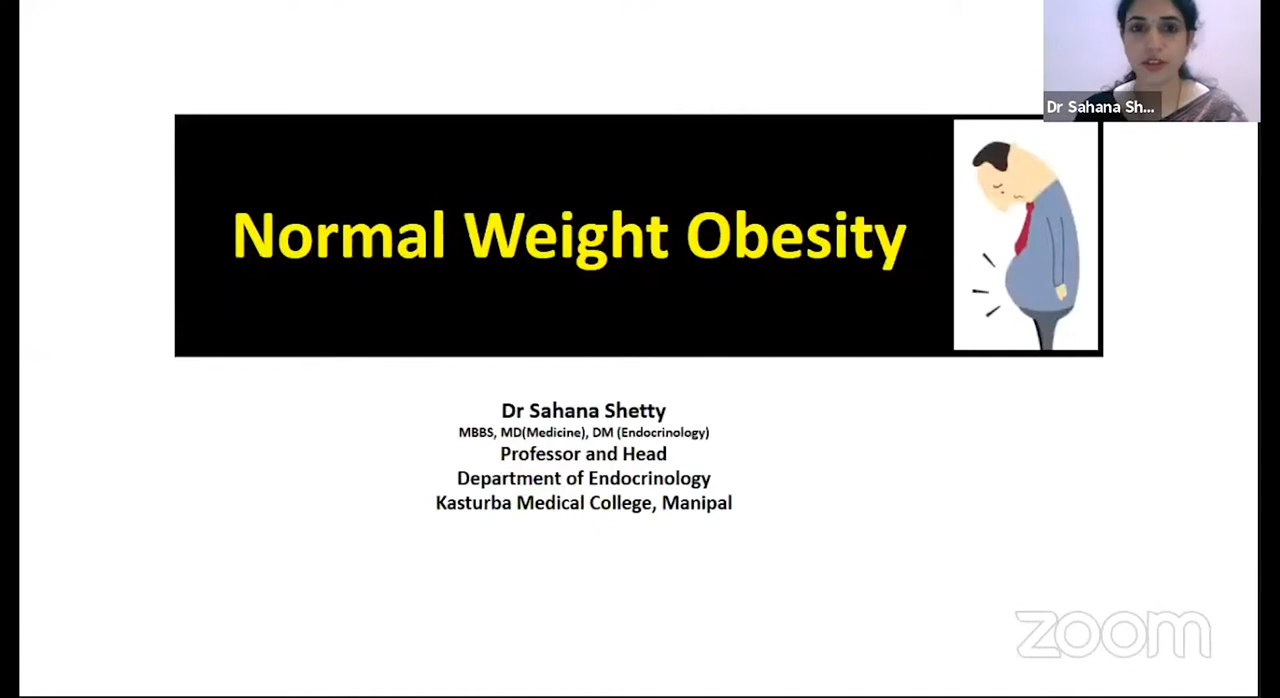 Dr Sahana Sh...
Normal Weight Obesity
Dr Sahana Shetty
MBBS, MD(Medicine), DM (Endocrinology)
Professor and Head
Department of Endocrinology
Kasturba Medical College, Manipal
zoom